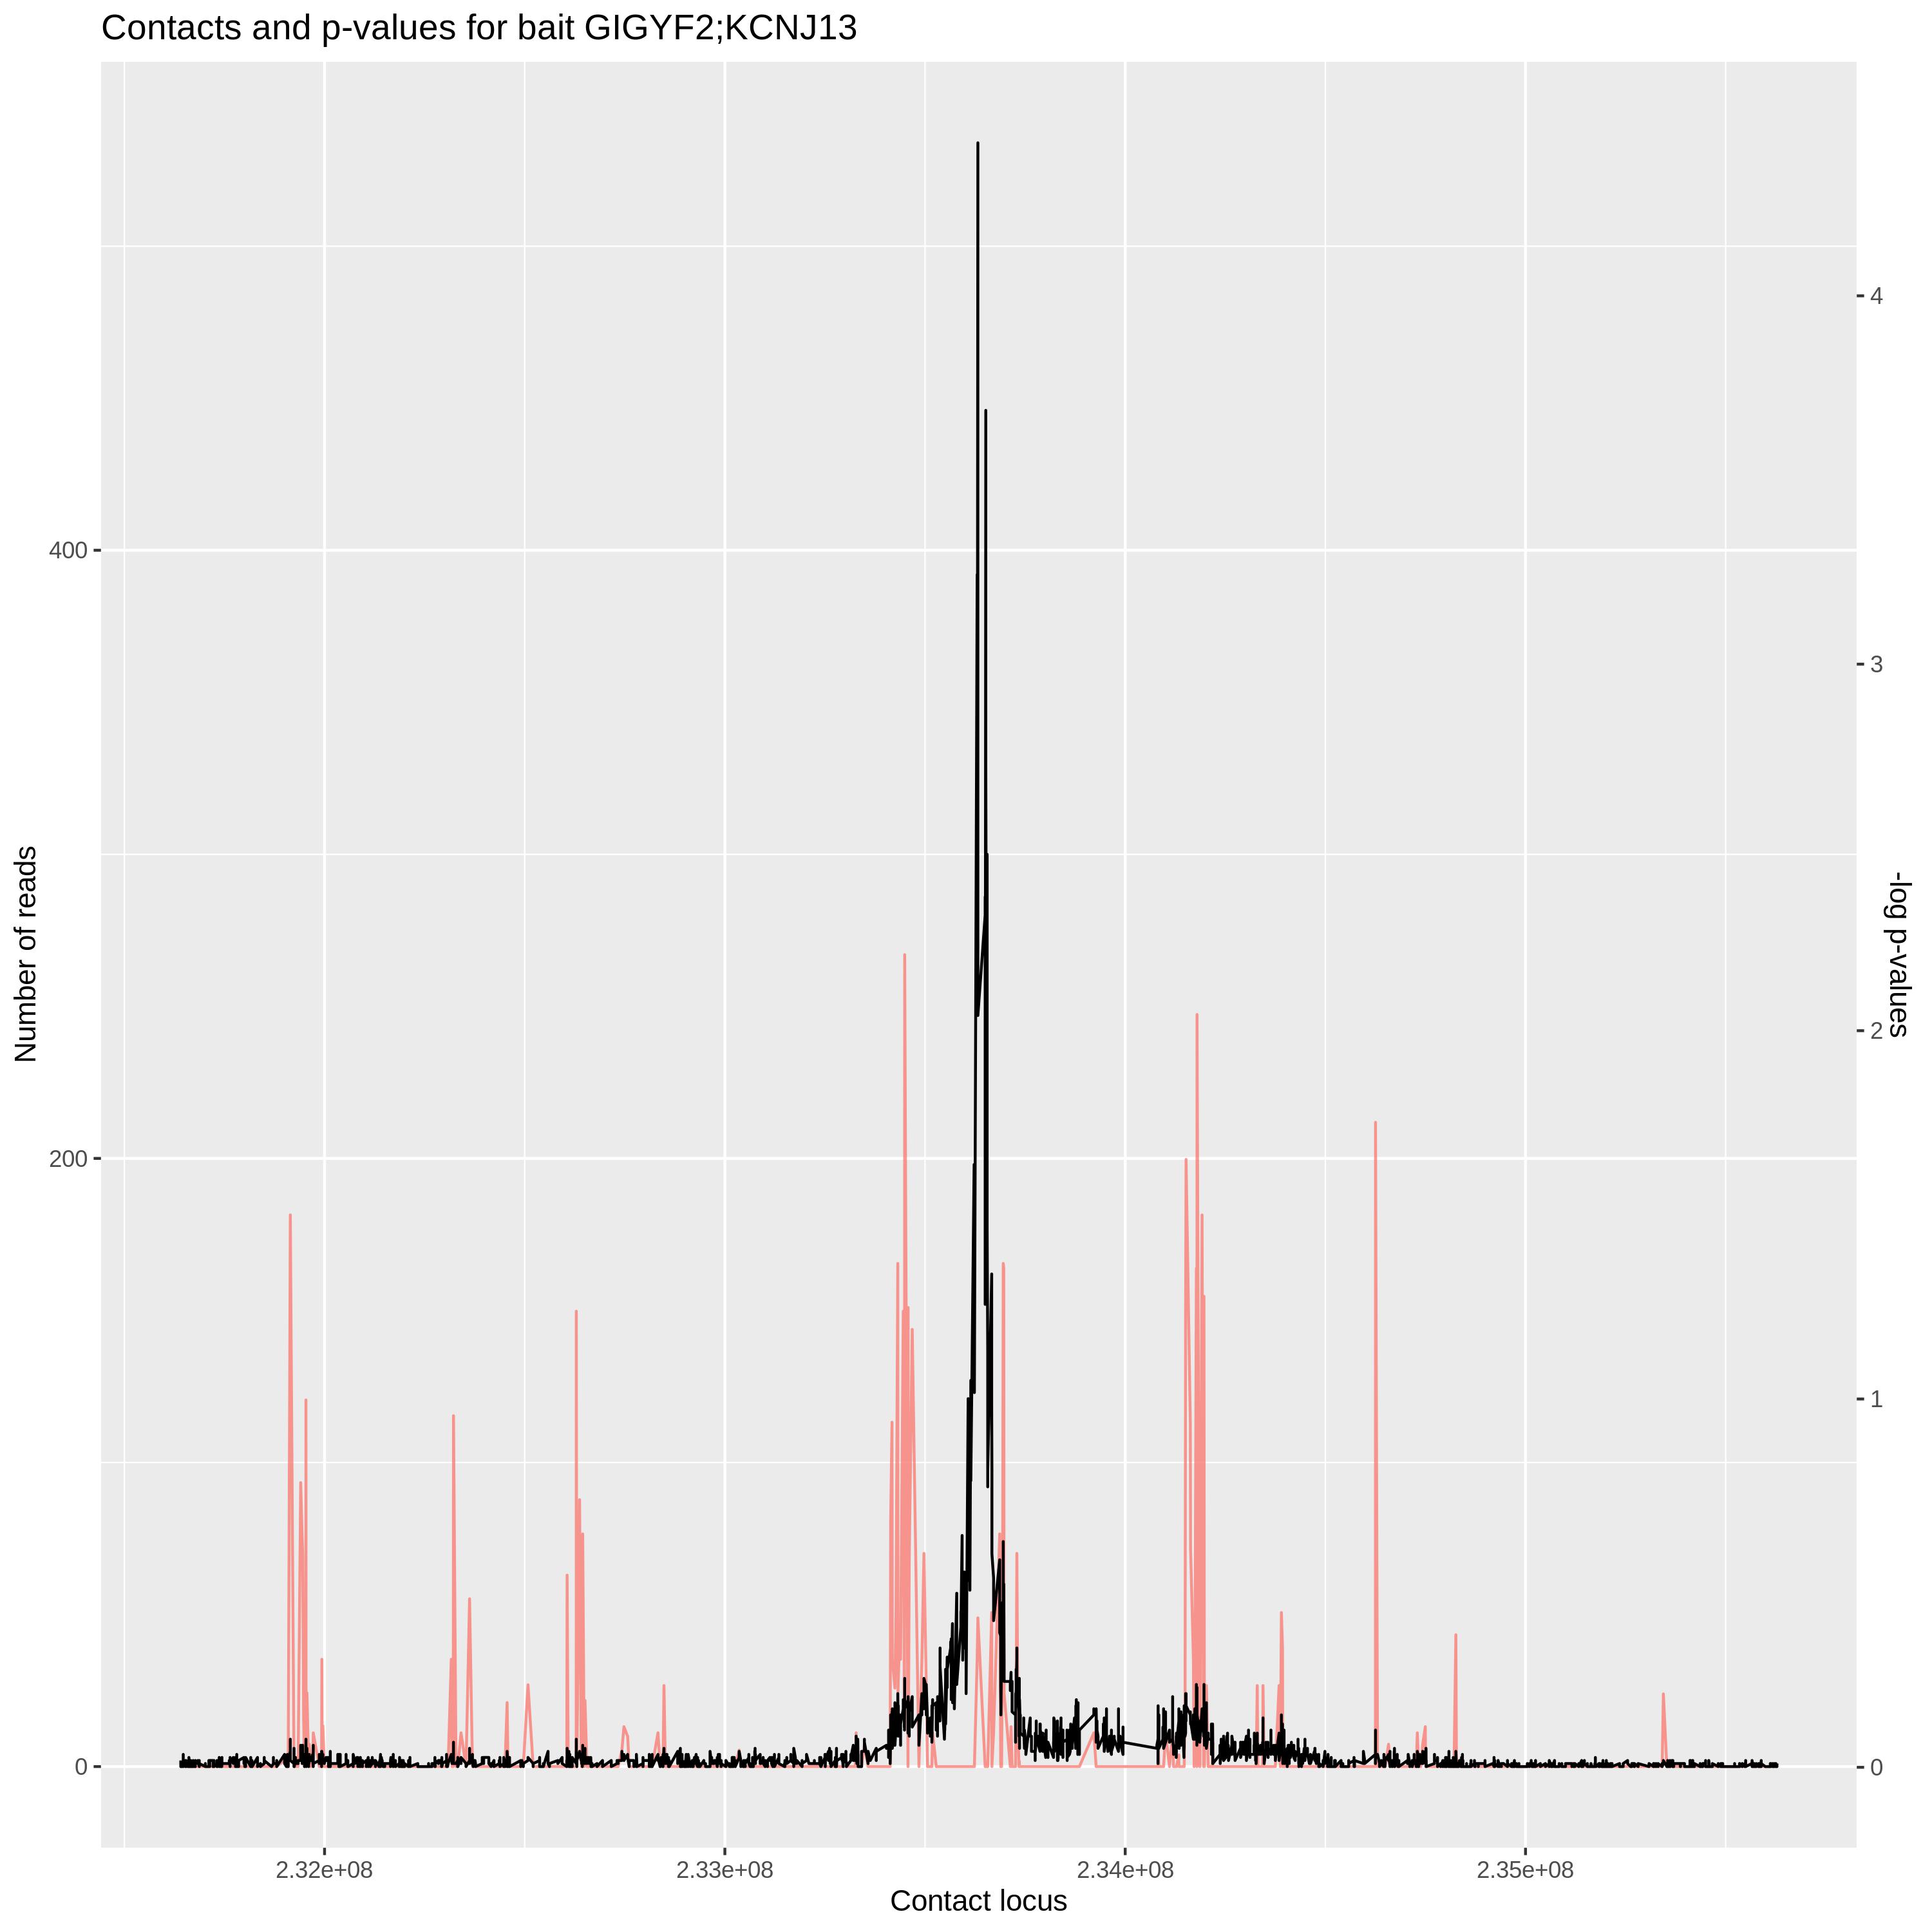 Contacts and p-values for bait GIGYF2;KCNJ13
Number of reads
400
200
0
4
3
2
1
0
-log p-values
2.32e+08
2.33e+08
2.34e+08
2.35e+08
Contact locus